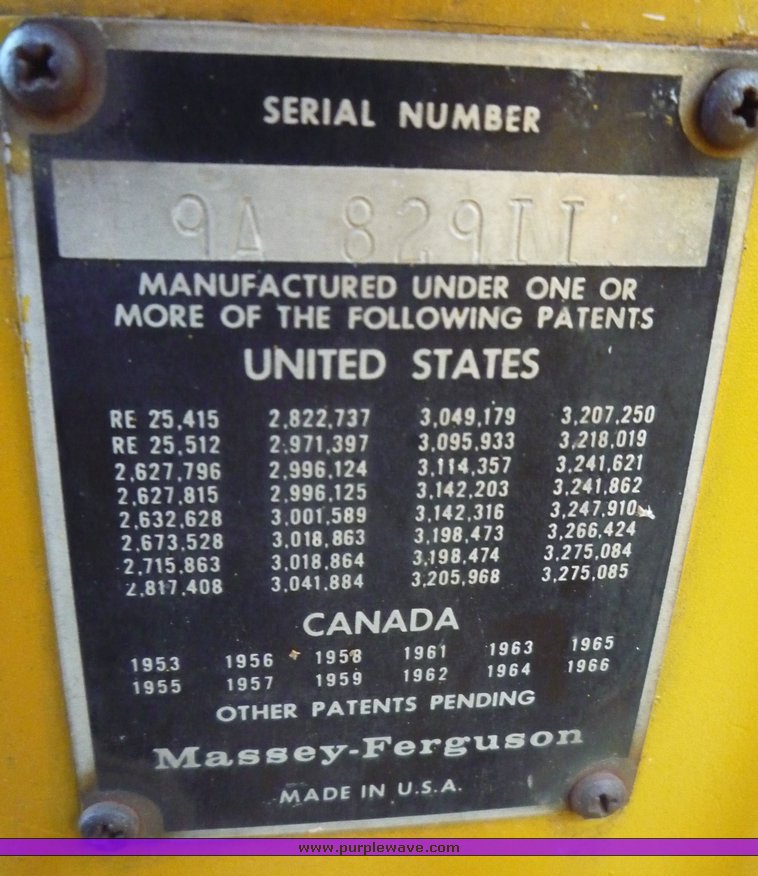 SERIAL NUMBER
9A 82911
MANUFACTURED UNDER ONE OR
MORE OF THE FOLLOWING PATENTS
UNITED STATES
RE 25,415 2,822,737 3,049,179 3,207,250
RE 25,512 2,971,397 3,095,933 3,218,019
2,627,796 2,996,124 3,114,357 3,241,621
2,627,815 2,996,125 3,142,203 3,241,862
2,632,628 3,001,589 3,142,316 3,247,910
2,673,528 3,018,863 3,198,473 3,266,424
2,715,863 3,018,864 3,198,474 3,275,084
2,817,408 3,041,884 3,205,968 3,275,085
CANADA
1953 1956 1958 1961 1963 1965
1955 1957 1959 1962 1964 1966
OTHER PATENTS PENDING
Massey-Ferguson
MADE IN U.S.A.
www.purplewave.com